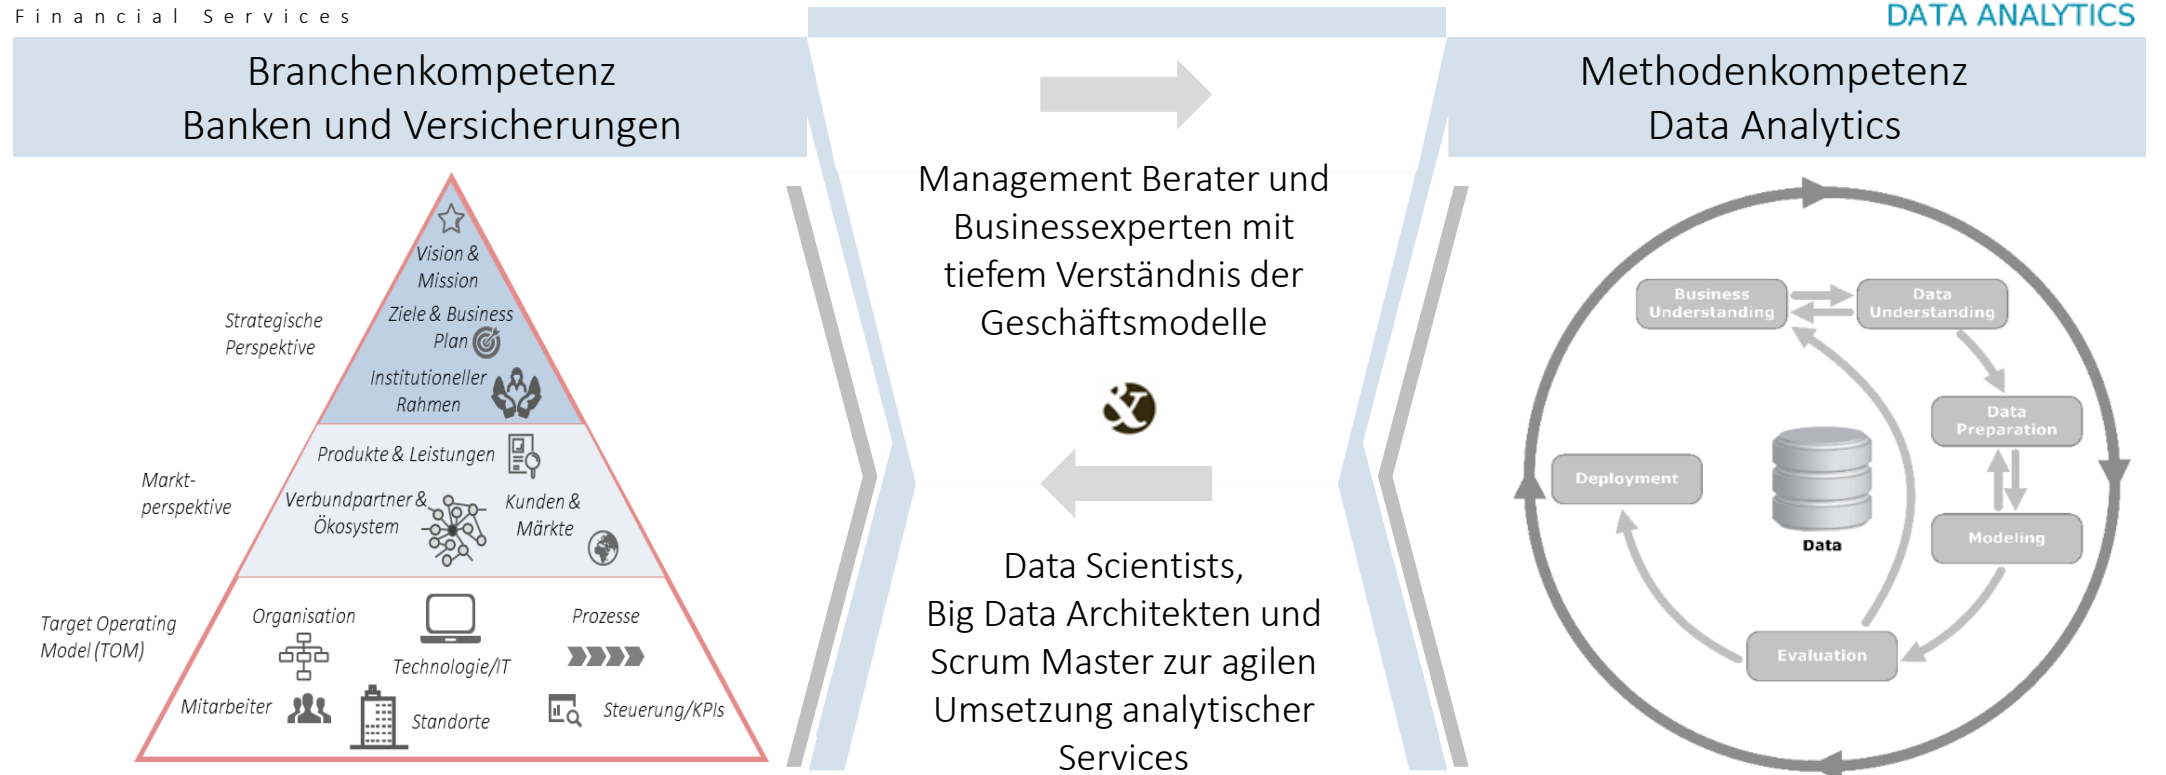 Financial Services
DATA ANALYTICS
Branchenkompetenz
Banken und Versicherungen
Vision &
Mission
Ziele & Business
Plan
Institutioneller
Rahmen
Strategische
Perspektive
Produkte & Leistungen
Verbundpartner &
Ökosystem
Kunden &
Märkte
Markt-
perspektive
Target Operating
Model (TOM)
Organisation
Technologie/IT
Prozesse
Mitarbeiter
Standorte
Steuerung/KPIs
Management Berater und
Businessexperten mit
tiefem Verständnis der
Geschäftsmodelle
&
Data Scientists,
Big Data Architekten und
Scrum Master zur agilen
Umsetzung analytischer
Services
Methodenkompetenz
Data Analytics
Business
Understanding
Data
Understanding
Data
Preparation
Modeling
Evaluation
Deployment
Data